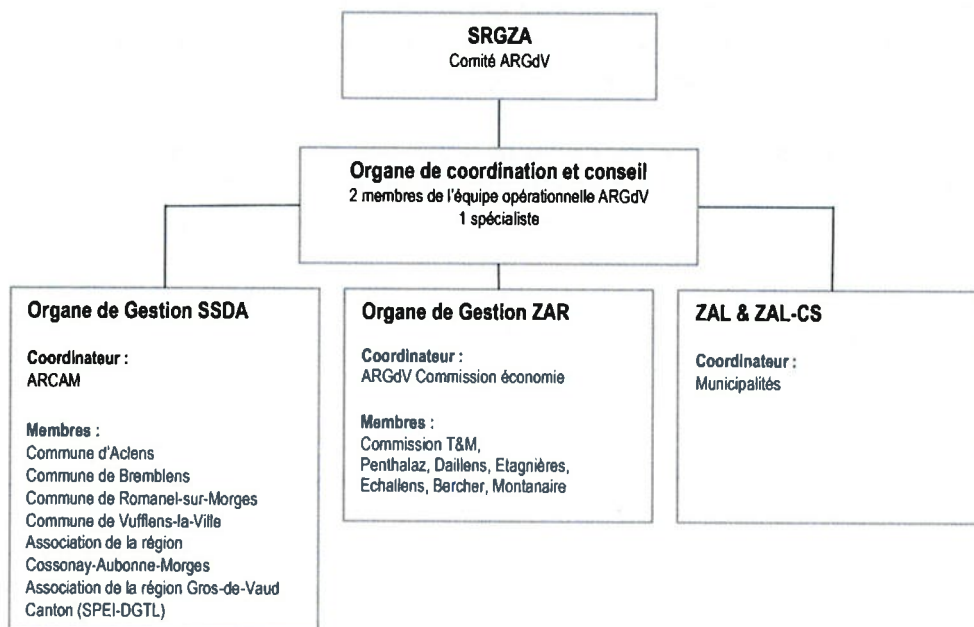 SRGZA
Comité ARGdV
Organe de coordination et conseil
2 membres de l'équipe opérationnelle ARGdV
1 spécialiste
Organe de Gestion SSDA
Coordinateur :
ARCAM
Membres :
Commune d'Aclens
Commune de Bremblens
Commune de Romanel-sur-Morges
Commune de Vufflens-la-Ville
Association de la région
Cossonay-Aubonne-Morges
Association de la région Gros-de-Vaud
Canton (SPEI-DGTL)
Organe de Gestion ZAR
Coordinateur :
ARGdV Commission économie
Membres :
Commission T&M,
Penthalaz, Daillens, Etagnières,
Echallens, Bercher, Montanaire
ZAL & ZAL-CS
Coordinateur :
Municipalités